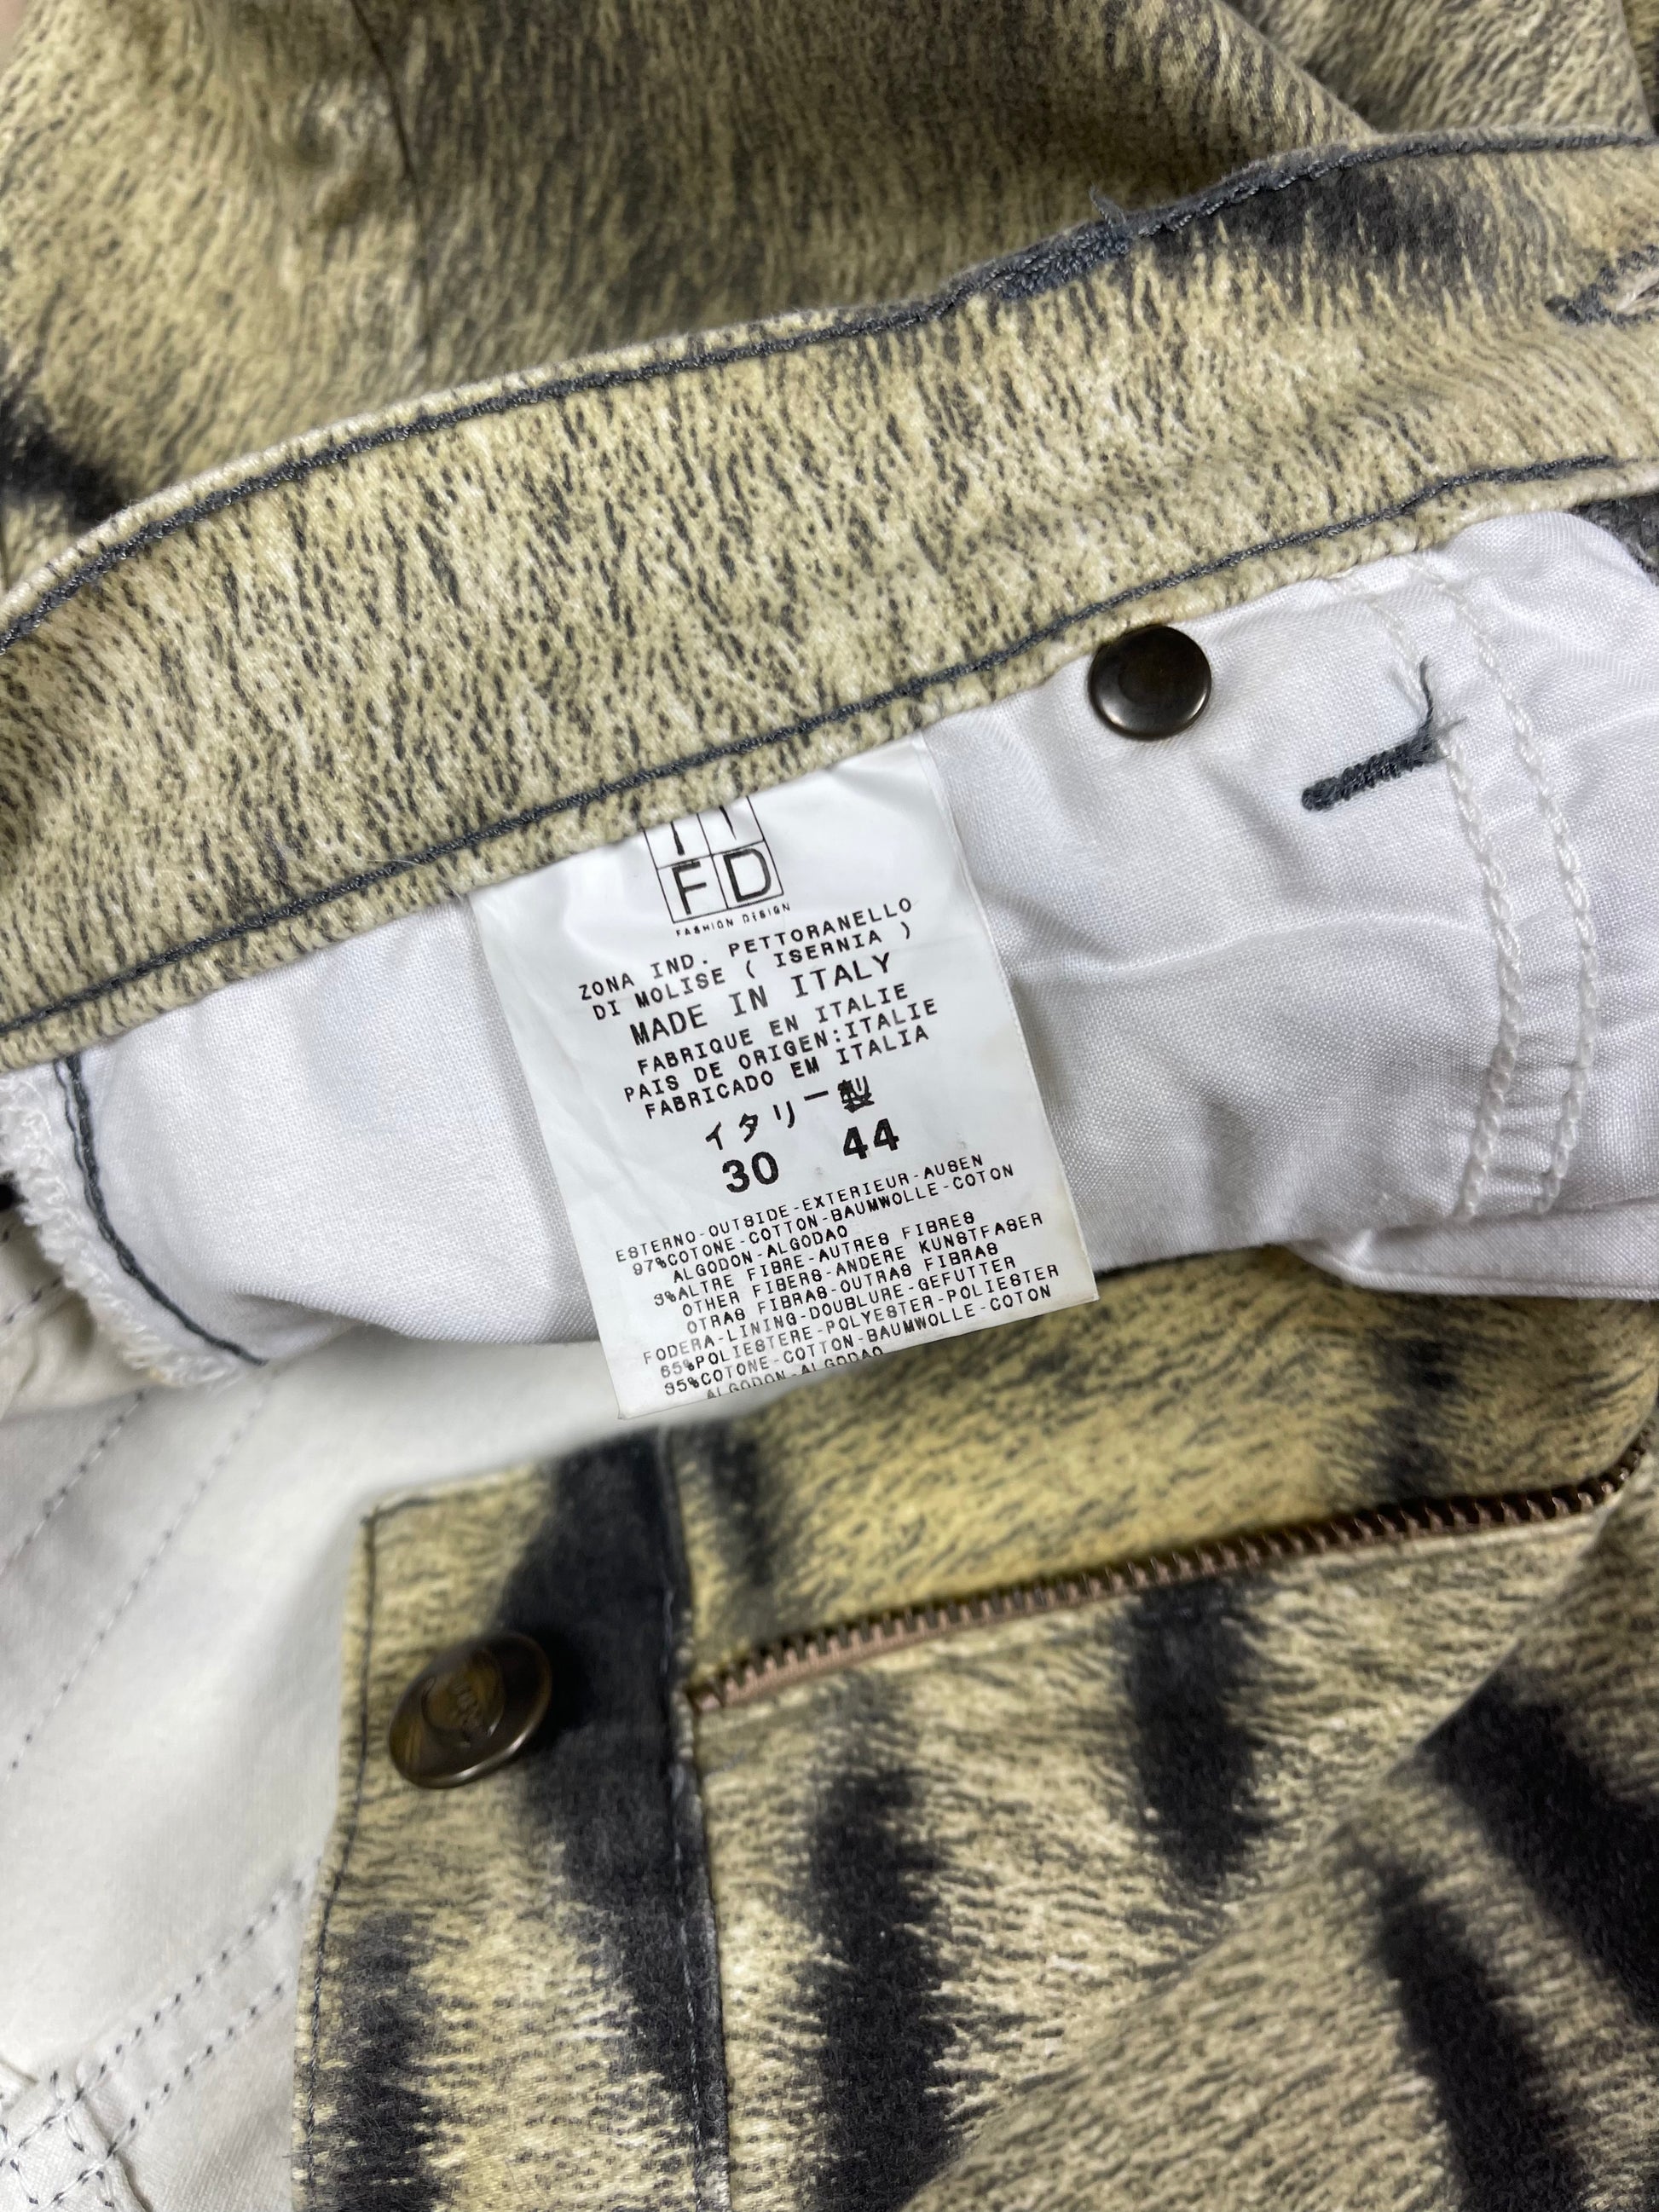 FD
FASHION DESIGN
ZONA IND. PETTORANELLO
DI MOLISE ( ISERNIA )
MADE IN ITALY
FABRIQUE EN ITALIE
PAIS DE ORIGEN:ITALIE
FABRICADO EM ITALIA
イタリー製
30 44
ESTERNO-OUTSIDE-EXTERIEUR-AUSEN
97%COTONE-COTTON-BAUMWOLLE-COTON
ALGODON-ALGODAO
3%ALTRE FIBRE-AUTRES FIBRES
OTHER FIBERS-ANDERE KUNSTFASER
OTRAS FIBRAS-OUTRAS FIBRAS
FODERA-LINING-DOUBLURE-GEFUTTER
65%POLIESTERE-POLYESTER-POLIESTER
35%COTONE-COTTON-BAUMWOLLE-COTON
ALGODON-ALGODAO